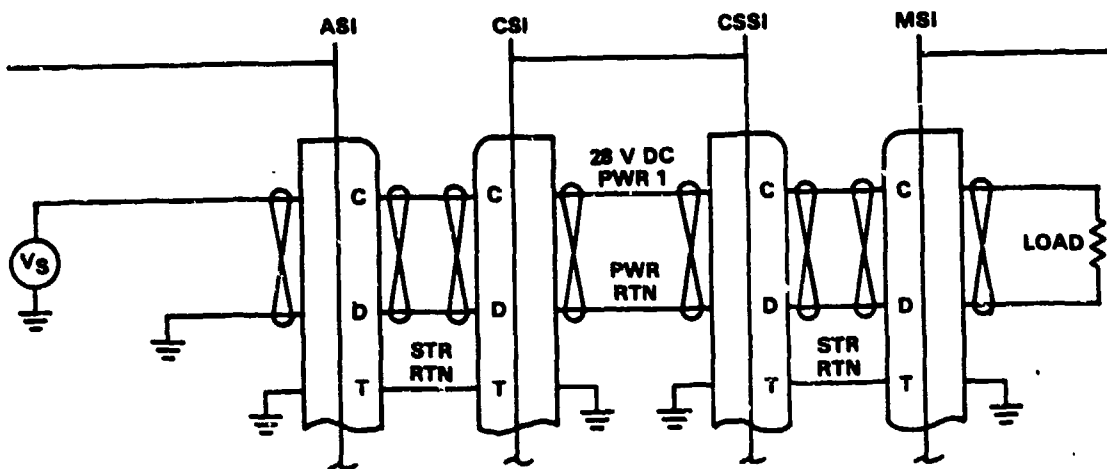 ASI
CSI
CSSI
MSI
28 V DC
PWR 1
C
C
C
C
VS
PWR
RTN
LOAD
D
D
D
D
STR
RTN
STR
RTN
T
T
T
T